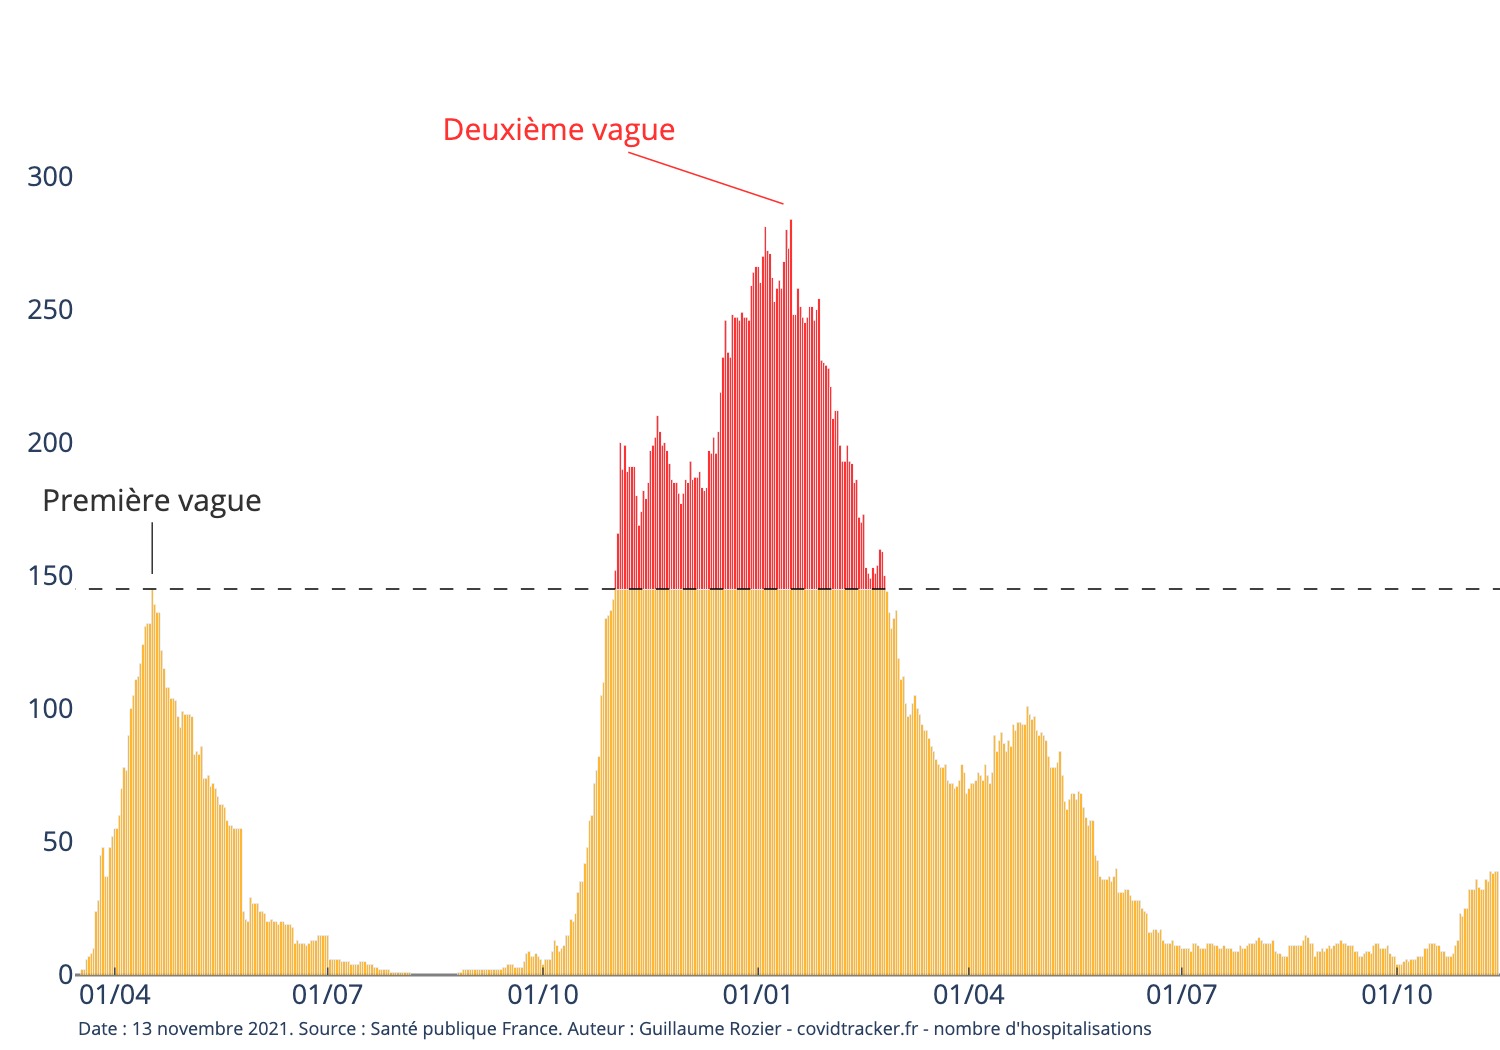 Deuxième vague
300
250
200
Première vague
150
100
50
0
01/04 01/07 01/10 01/01 01/04 01/07 01/10
Date : 13 novembre 2021. Source : Santé publique France. Auteur : Guillaume Rozier - covidtracker.fr - nombre d'hospitalisations